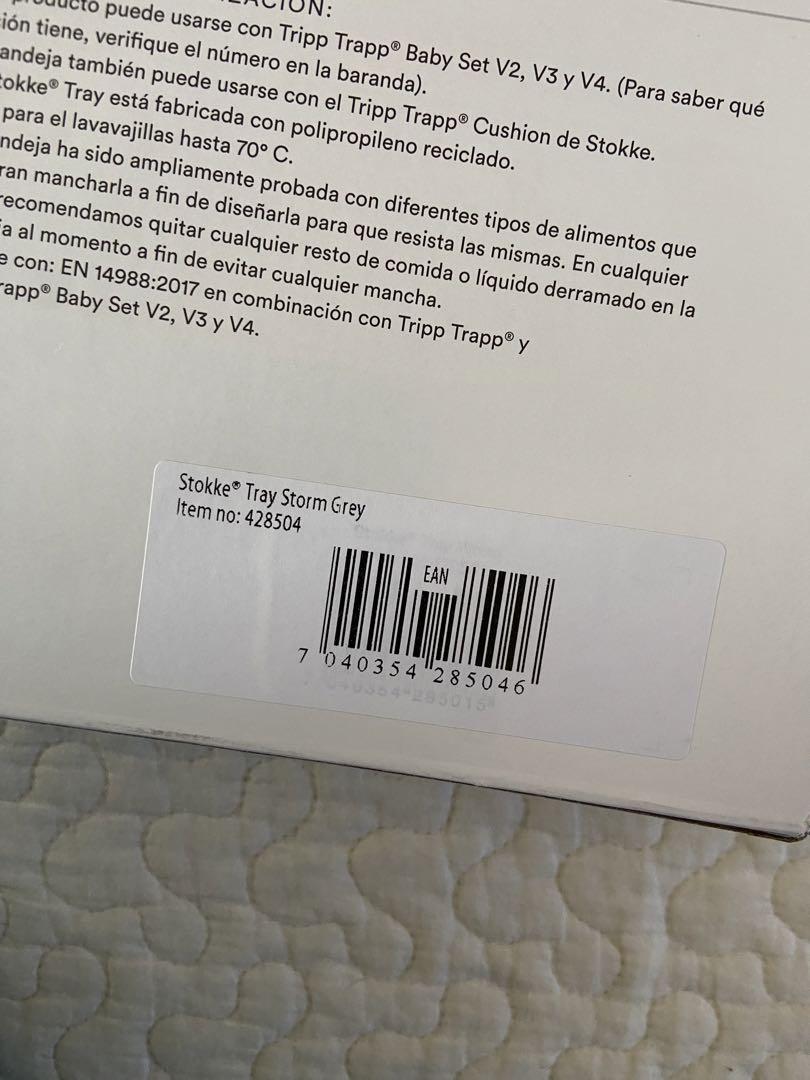 ACIÓN:
producto puede usarse con Tripp Trapp® Baby Set V2, V3 y V4. (Para saber qué
ión tiene, verifique el número en la baranda).
andeja también puede usarse con el Tripp Trapp® Cushion de Stokke.
tokke® Tray está fabricada con polipropileno reciclado.
para el lavavajillas hasta 70° C.
ndeja ha sido ampliamente probada con diferentes tipos de alimentos que
ran mancharla a fin de diseñarla para que resista las mismas. En cualquier
recomendamos quitar cualquier resto de comida o líquido derramado en la
ja al momento a fin de evitar cualquier mancha.
e con: EN 14988:2017 en combinación con Tripp Trapp® y
rapp® Baby Set V2, V3 y V4.
Stokke® Tray Storm Grey
Item no: 428504
EAN
7 040354 285046
040354 285015